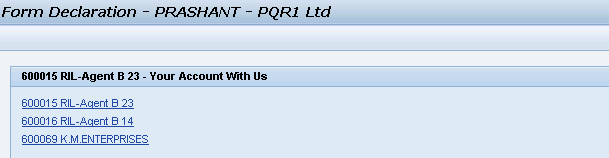 Form Declaration - PRASHANT - PQR1 Ltd
600015 RIL-Agent B 23 - Your Account With Us
600015 RIL-Agent B 23
600016 RIL-Agent B 14
600069 K.M.ENTERPRISES